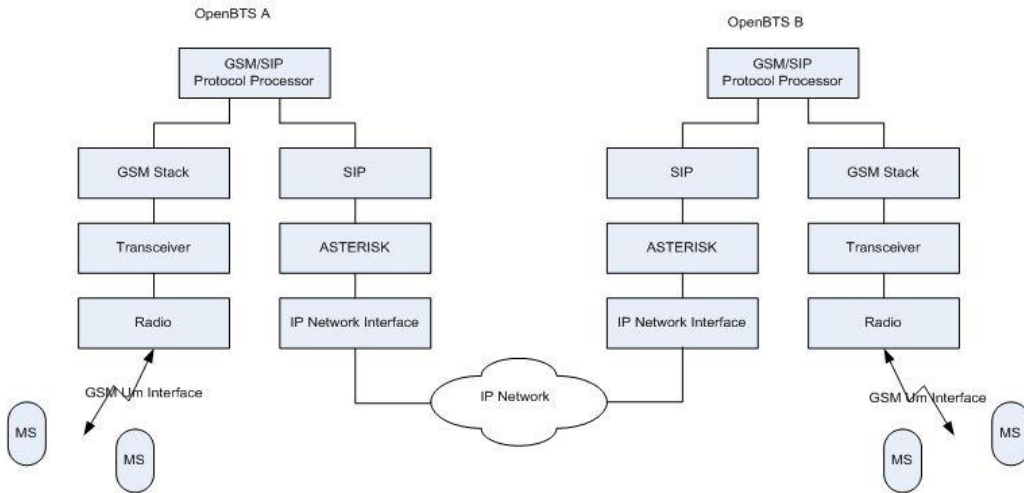 OpenBTS A
OpenBTS B
GSM/SIP
Protocol Processor
GSM/SIP
Protocol Processor
GSM Stack
SIP
SIP
GSM Stack
Transceiver
ASTERISK
ASTERISK
Transceiver
Radio
IP Network Interface
IP Network Interface
Radio
GSM Um Interface
IP Network
GSM Um Interface
MS
MS
MS
MS